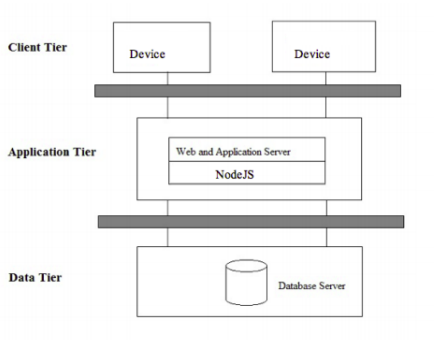 Client Tier
Device
Device
Application Tier
Web and Application Server
NodeJS
Data Tier
Database Server